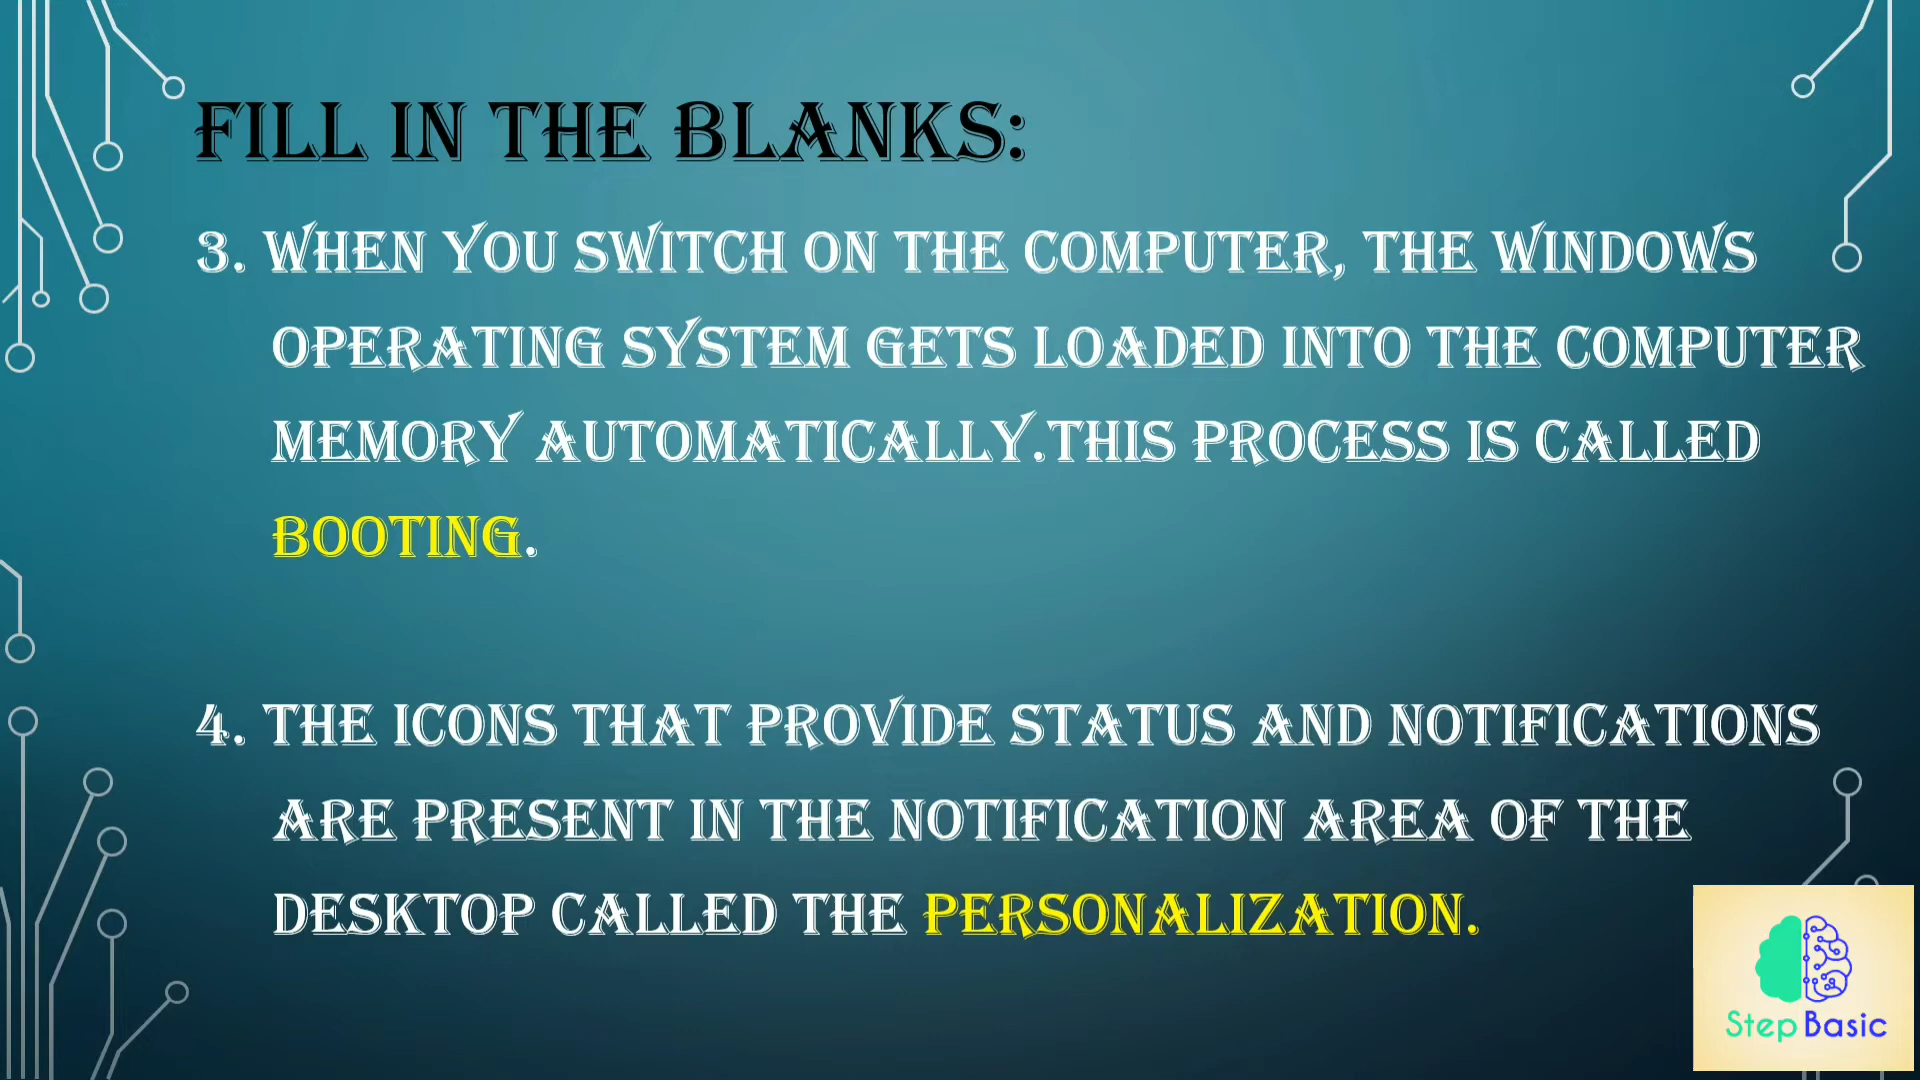 FILL IN THE BLANKS:
3. WHEN YOU SWITCH ON THE COMPUTER, THE WINDOWS
OPERATING SYSTEM GETS LOADED INTO THE COMPUTER
MEMORY AUTOMATICALLY.THIS PROCESS IS CALLED
BOOTING.
4. THE ICONS THAT PROVIDE STATUS AND NOTIFICATIONS
ARE PRESENT IN THE NOTIFICATION AREA OF THE
DESKTOP CALLED THE PERSONALIZATION.
Step Basic